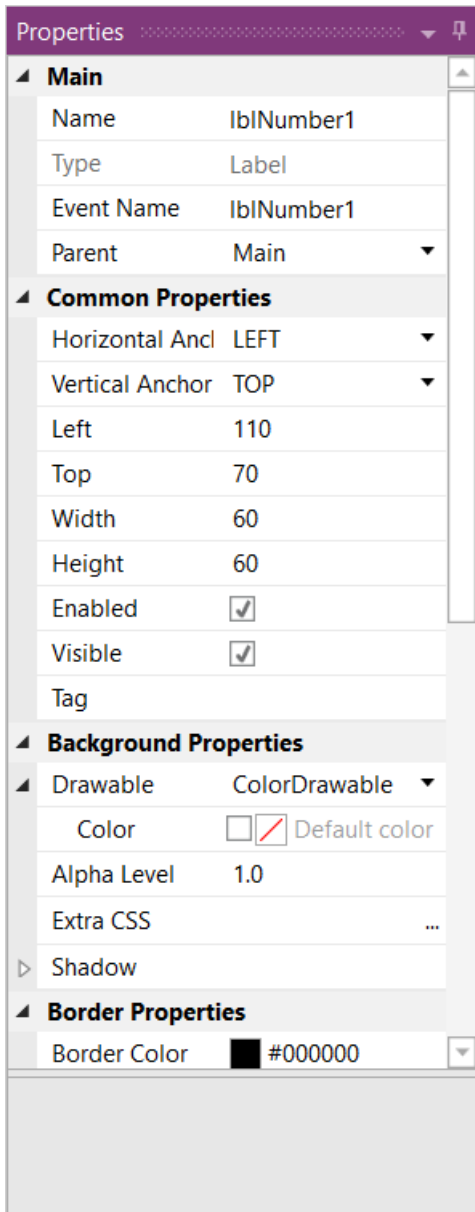 Properties
Main
Name lblNumber1
Type Label
Event Name lblNumber1
Parent Main
Common Properties
Horizontal Ancl LEFT
Vertical Anchor TOP
Left 110
Top 70
Width 60
Height 60
Enabled
Visible
Tag
Background Properties
Drawable ColorDrawable
Color Default color
Alpha Level 1.0
Extra CSS ...
Shadow
Border Properties
Border Color #000000